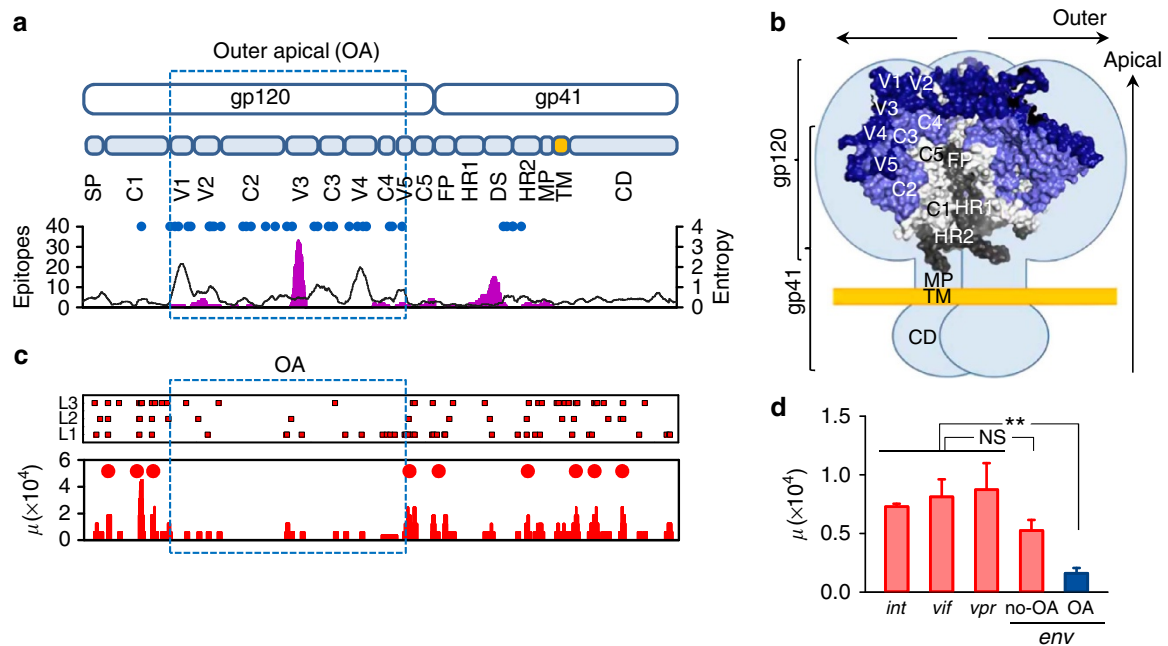 a
Outer apical (OA)
gp120 gp41
SP C1 V1 V2 C2 V3 C3 V4 C4 V5 C5 FP HR1 DS HR2 MP TM CD
Epitopes
40
30
20
10
0
4
3
2
1
0
Entropy
b
Outer
Apical
gp120
gp41
V1 V2
V3
C4
V4 C3
C5 FP
V5
C2
C1 HR1
HR2
MP
TM
CD
c
OA
L3
L2
L1
μ(×10⁴)
6
4
2
0
d
μ(×10⁴)
1.5
1.0
0.5
0.0
**
NS
int vif vpr no-OA OA
env